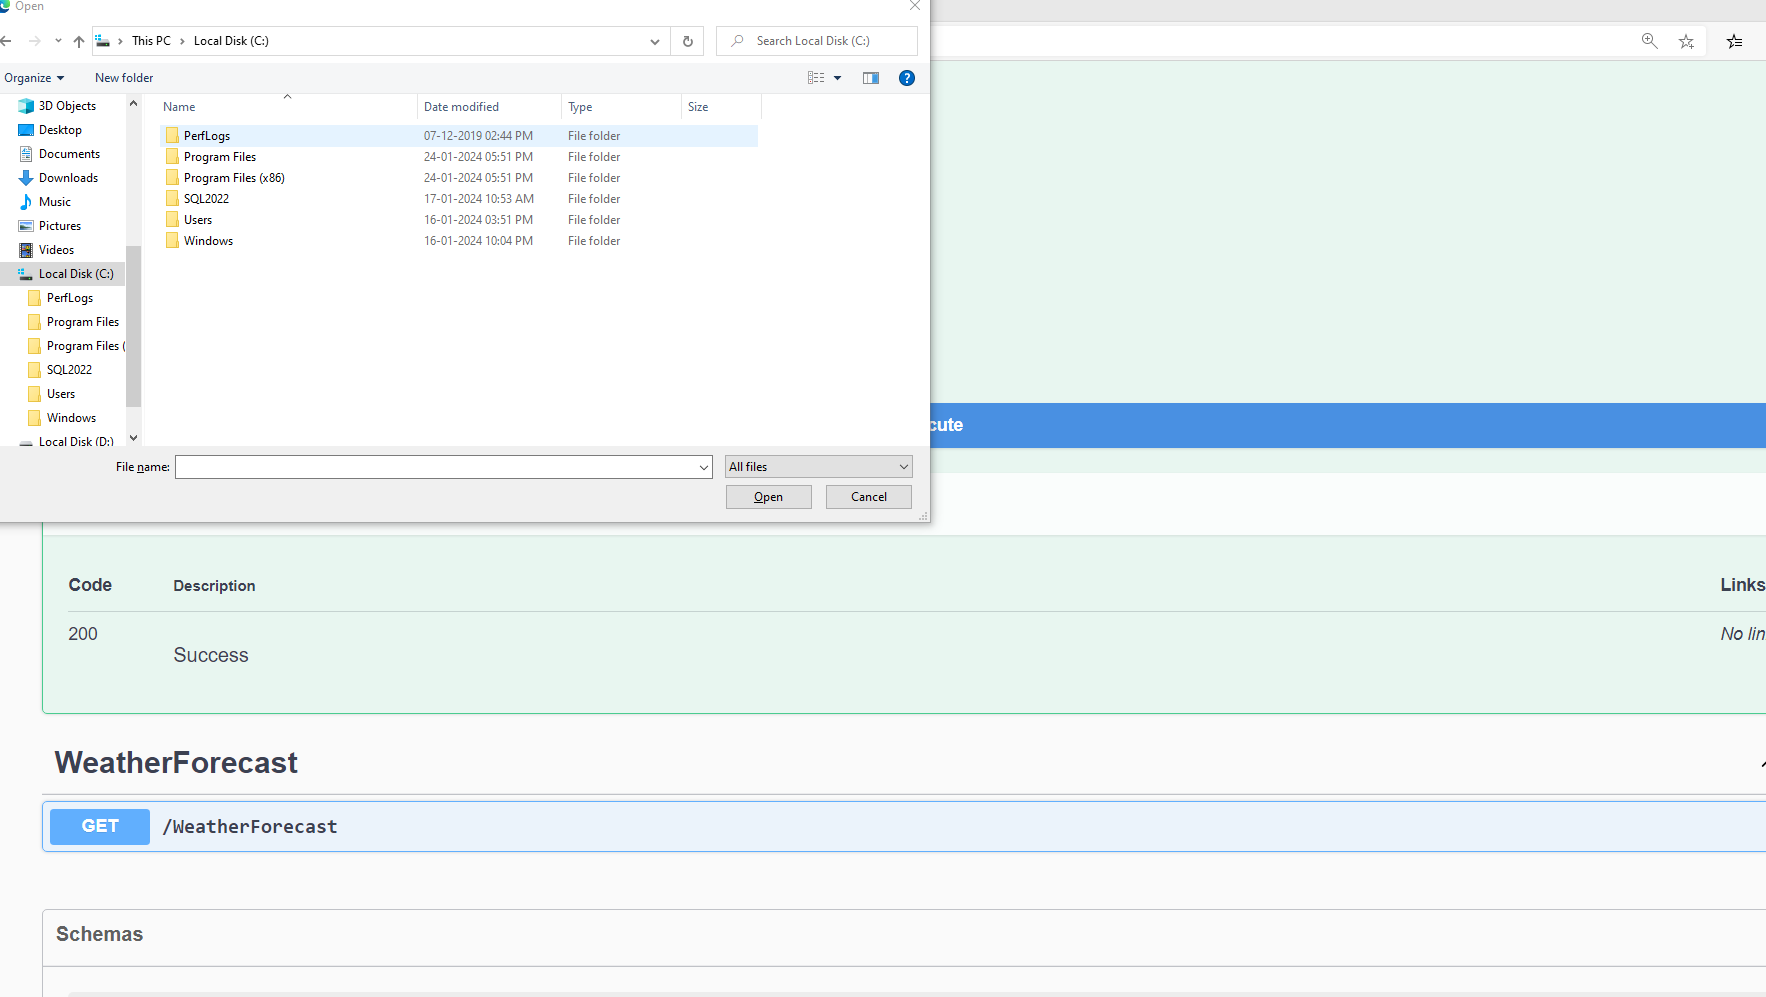 Open
This PC > Local Disk (C:)
Search Local Disk (C:)
Organize
New folder
3D Objects
Desktop
Documents
Downloads
Music
Pictures
Videos
Local Disk (C:)
PerfLogs
Program Files
Program Files (
SQL2022
Users
Windows
Local Disk (D:)
Name Date modified Type Size
PerfLogs 07-12-2019 02:44 PM File folder
Program Files 24-01-2024 05:51 PM File folder
Program Files (x86) 24-01-2024 05:51 PM File folder
SQL2022 17-01-2024 10:53 AM File folder
Users 16-01-2024 03:51 PM File folder
Windows 16-01-2024 10:04 PM File folder
File name:
All files
Open Cancel
cute
Code Description Links
200 No lin
Success
WeatherForecast
GET /WeatherForecast
Schemas